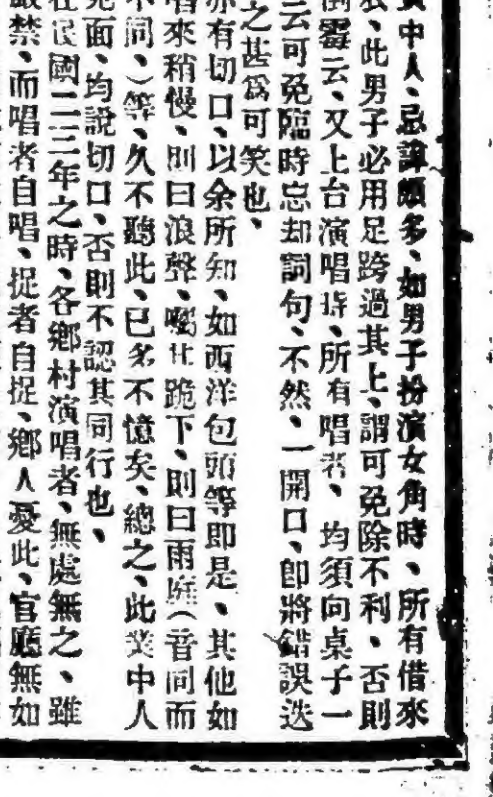 中人、忌諱頗多、如男子扮演女角時、所有借來
、此男子必用足跨過其上、謂可免除不利、否則
倒霉云、又上台演唱時、所有唱者、均須向桌子一
云可免臨時忘却詞句、不然、一開口、即將錯誤迭
之甚爲可笑也、
亦有切口、以余所知、如西洋包頭等即是、其他如
唱來稍慢、則曰浪聲、囑其跪下、則曰雨庭（音同而
不同、）等、久不聽此、已多不憶矣、總之、此業中人
見面、均說切口、否則不認其同行也、
在民國二三年之時、各鄉村演唱者、無處無之、雖
嚴禁、而唱者自唱、捉者自捉、鄉人憂此、官廳無如